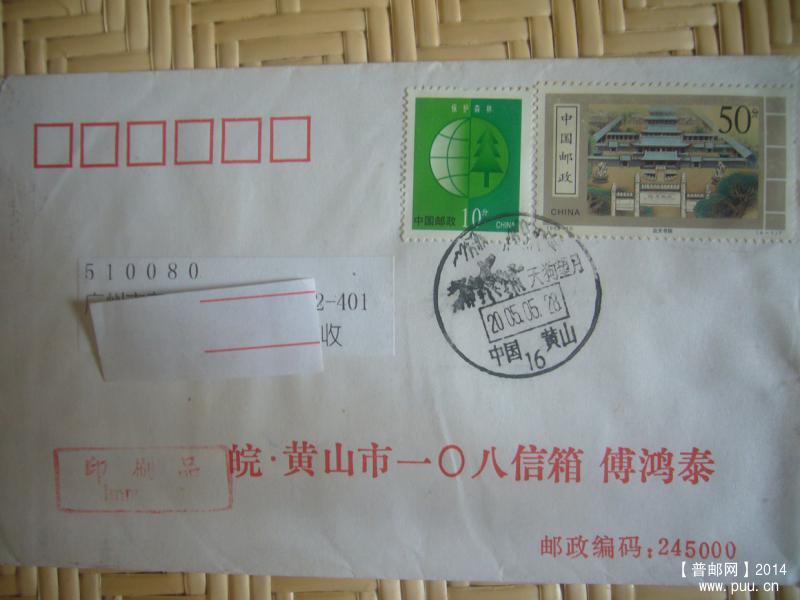 保护森林
中国邮政
10分
CHINA
中国邮政
50分
CHINA
天狗望月
2005.05.28
中国
16
黄山
510080
2-401
收
印刷品
皖·黄山市一〇八信箱 傅鸿泰
邮政编码：245000
【普邮网】2014
www.puu.cn